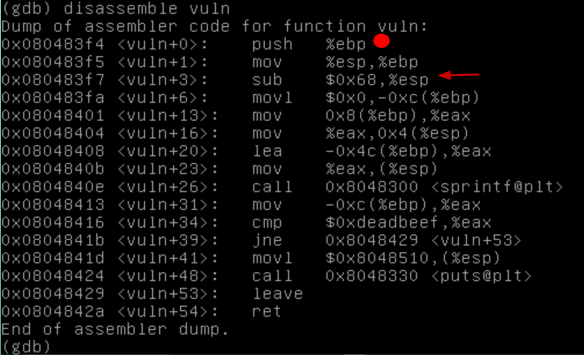 (gdb) disassemble vuln
Dump of assembler code for function vuln:
0x080483f4 <vuln+0>: push %ebp
0x080483f5 <vuln+1>: mov %esp,%ebp
0x080483f7 <vuln+3>: sub $0x68,%esp
0x080483fa <vuln+6>: movl $0x0,-0xc(%ebp)
0x08048401 <vuln+13>: mov 0x8(%ebp),%eax
0x08048404 <vuln+16>: mov %eax,0x4(%esp)
0x08048408 <vuln+20>: lea -0x4c(%ebp),%eax
0x0804840b <vuln+23>: mov %eax,(%esp)
0x0804840e <vuln+26>: call 0x8048300 <sprintf@plt>
0x08048413 <vuln+31>: mov -0xc(%ebp),%eax
0x08048416 <vuln+34>: cmp $0xdeadbeef,%eax
0x0804841b <vuln+39>: jne 0x8048429 <vuln+53>
0x0804841d <vuln+41>: movl $0x8048510,(%esp)
0x08048424 <vuln+48>: call 0x8048330 <puts@plt>
0x08048429 <vuln+53>: leave
0x0804842a <vuln+54>: ret
End of assembler dump.
(gdb)